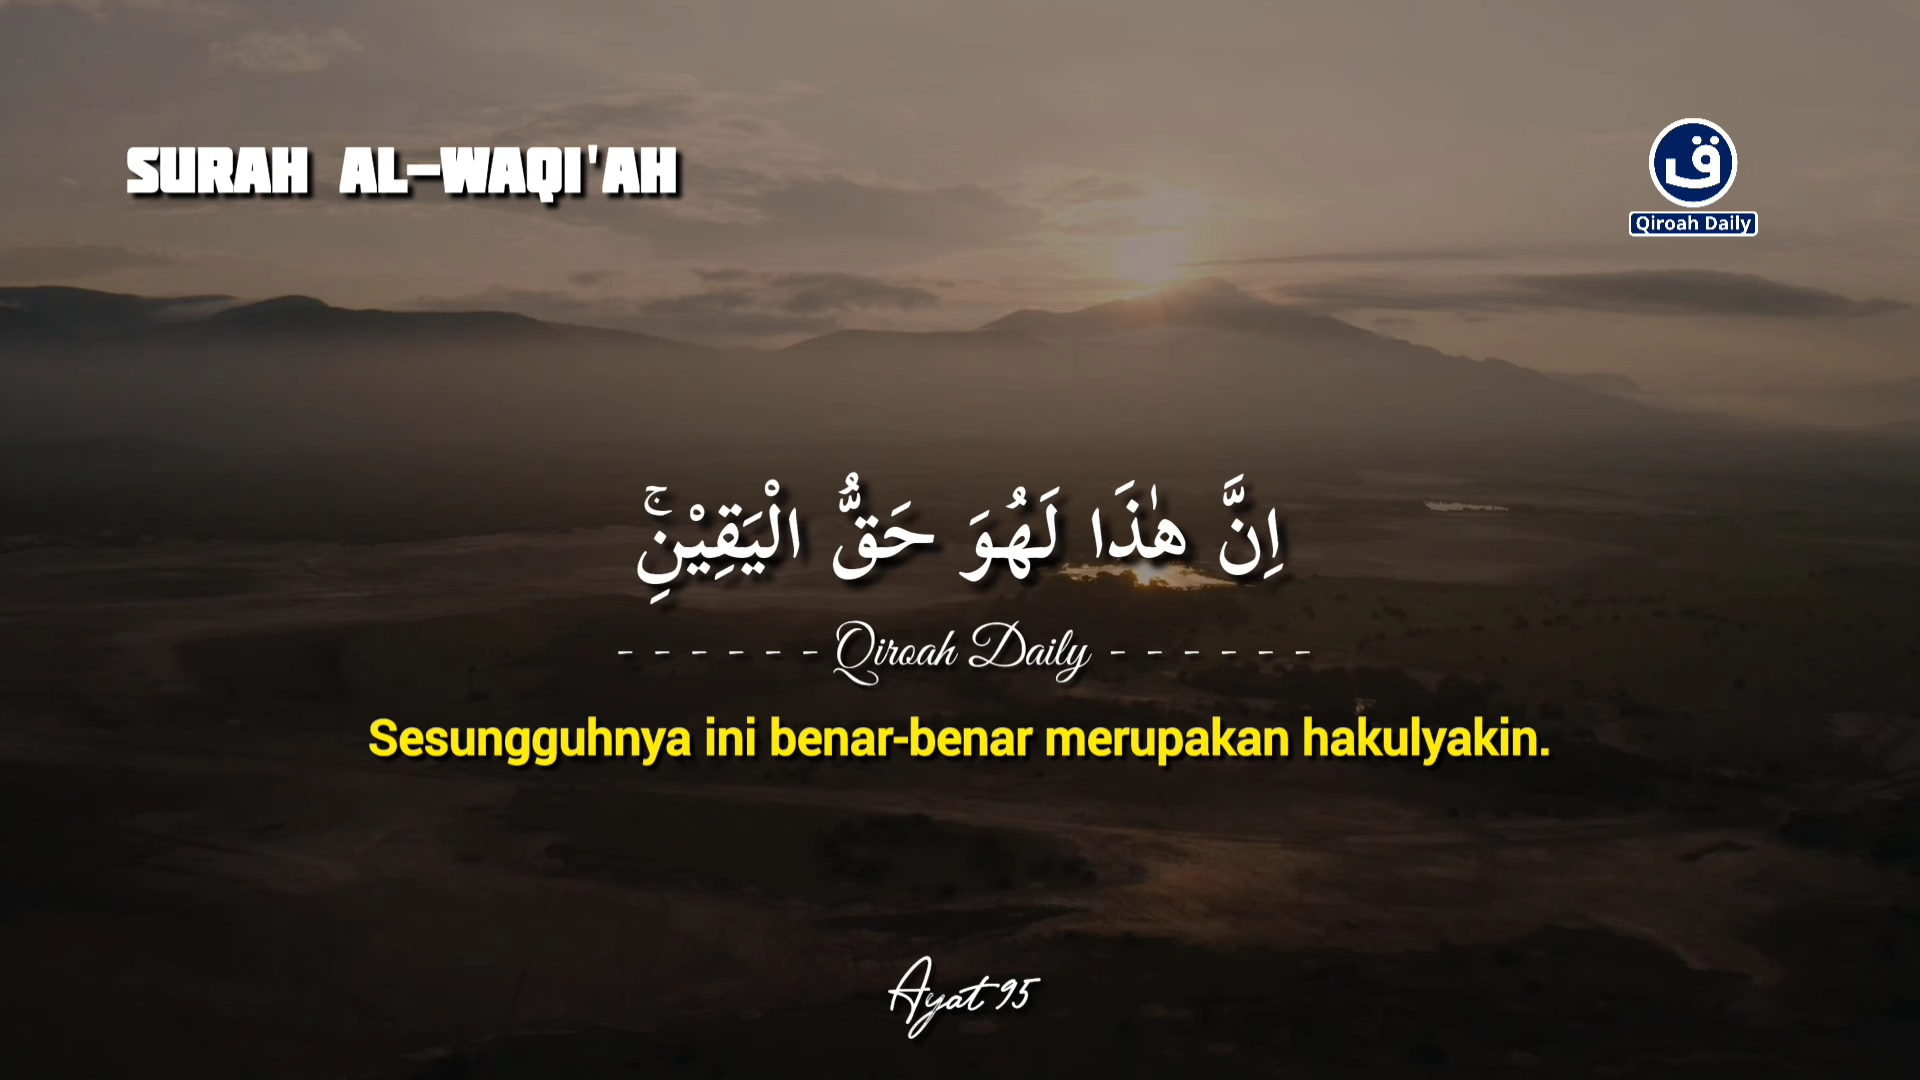 SURAH AL-WAQI'AH
ق
Qiroah Daily
اِنَّ هٰذَا لَهُوَ حَقُّ الْيَقِيْنِۚ
- - - - - - Qiroah Daily - - - - - -
Sesungguhnya ini benar-benar merupakan hakulyakin.
Ayat 95